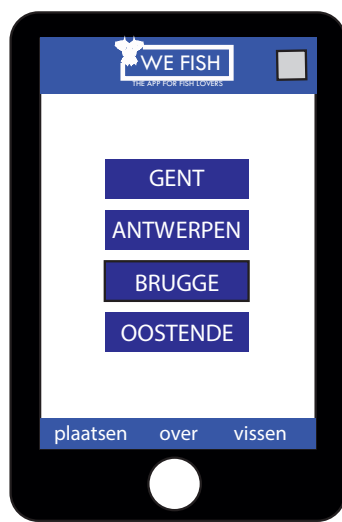 WE FISH
THE APP FOR FISH LOVERS
GENT
ANTWERPEN
BRUGGE
OOSTENDE
plaatsen over vissen